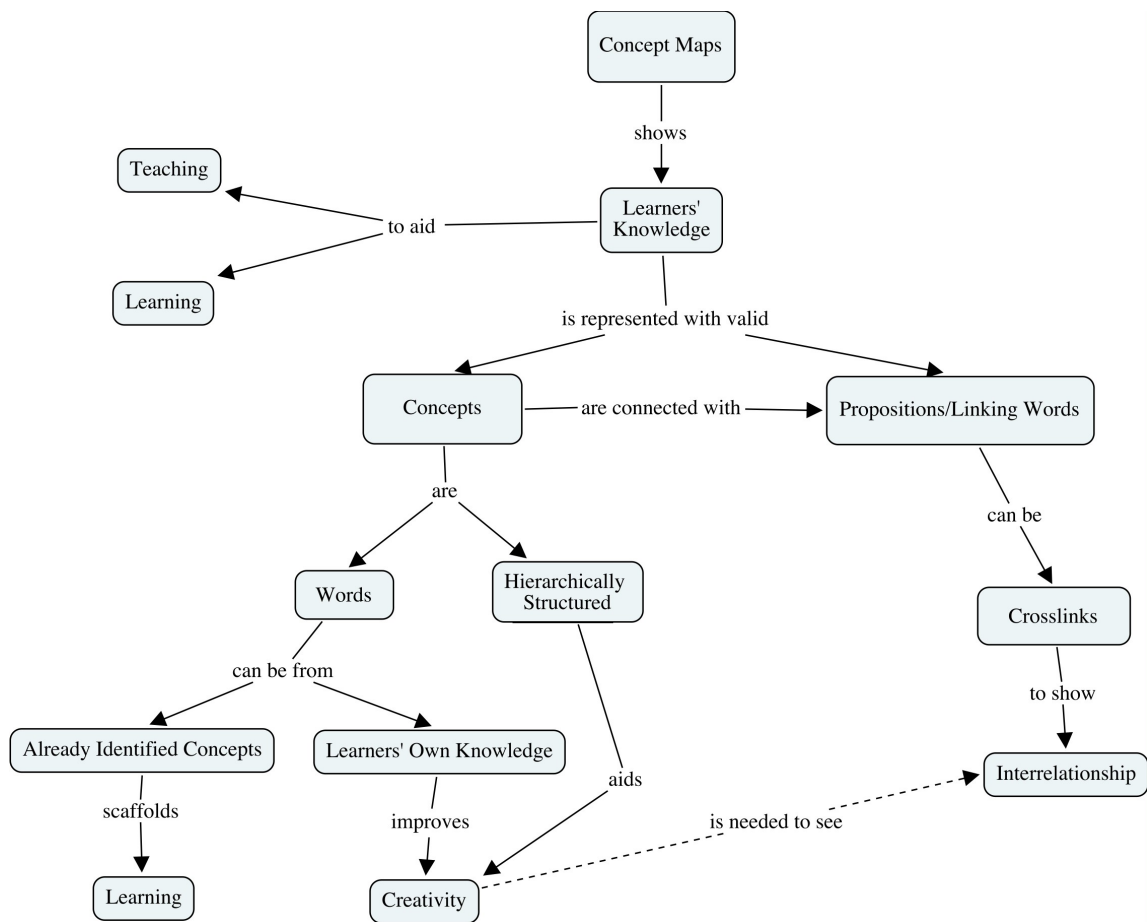 Concept Maps
shows
Teaching
Learners'
Knowledge
to aid
Learning
is represented with valid
Concepts
are connected with
Propositions/Linking Words
are
can be
Words
Hierarchically
Structured
Crosslinks
can be from
to show
Already Identified Concepts
Learners' Own Knowledge
Interrelationship
scaffolds
improves
aids
is needed to see
Learning
Creativity